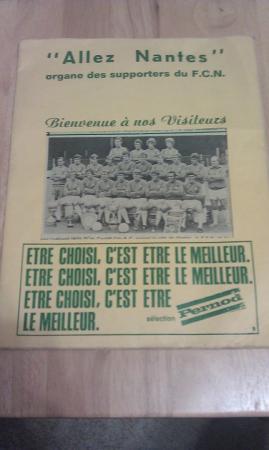 "Allez Nantes"
organe des supporters du F.C.N.
Bienvenue à nos Visiteurs
ETRE CHOISI, C'EST ETRE LE MEILLEUR.
ETRE CHOISI, C'EST ETRE LE MEILLEUR.
ETRE CHOISI, C'EST ETRE
LE MEILLEUR.
sélection Pernod